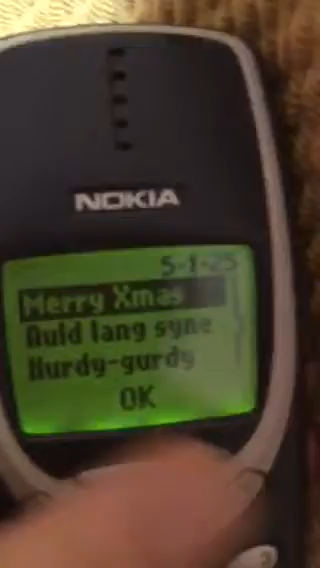 NOKIA
5-1-25
Merry Xmas
Auld lang syne
Hurdy-gurdy
OK